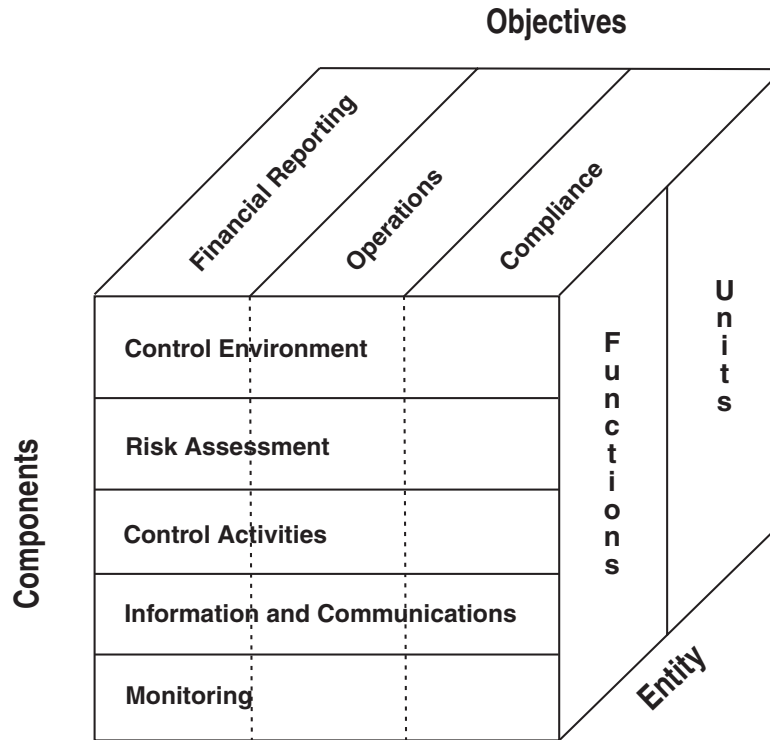 Objectives
Financial Reporting
Operations
Compliance
Control Environment
Risk Assessment
Control Activities
Information and Communications
Monitoring
Components
Functions
Units
Entity